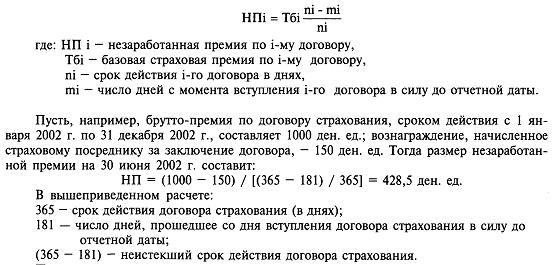 НПi = Тбi (ni - mi) / ni
где: НП i – незаработанная премия по i-му договору,
Тбi – базовая страховая премия по i-му договору,
ni – срок действия i-го договора в днях,
mi – число дней с момента вступления i-го договора в силу до отчетной даты.
Пусть, например, брутто-премия по договору страхования, сроком действия с 1 ян-
варя 2002 г. по 31 декабря 2002 г., составляет 1000 ден. ед.; вознаграждение, начисленное
страховому посреднику за заключение договора, – 150 ден. ед. Тогда размер незаработан-
ной премии на 30 июня 2002 г. составит:
НП = (1000 – 150) / [(365 – 181) / 365] = 428,5 ден. ед.
В вышеприведенном расчете:
365 – срок действия договора страхования (в днях);
181 – число дней, прошедшее со дня вступления договора страхования в силу до
отчетной даты;
(365 – 181) – неистекший срок действия договора страхования.